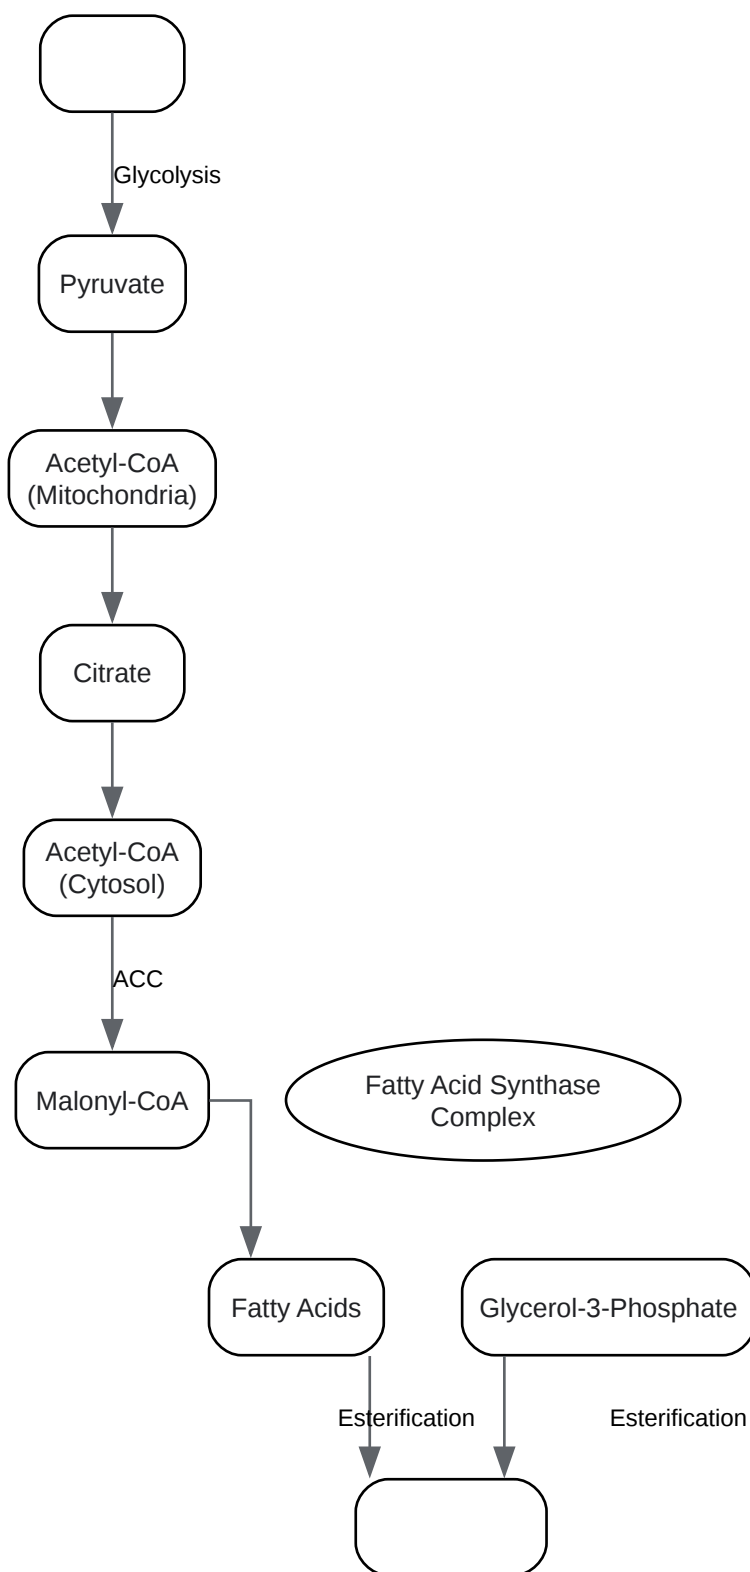 Glycolysis
Pyruvate
Acetyl-CoA
(Mitochondria)
Citrate
Acetyl-CoA
(Cytosol)
ACC
Malonyl-CoA
Fatty Acid Synthase
Complex
Fatty Acids
Glycerol-3-Phosphate
Esterification
Esterification